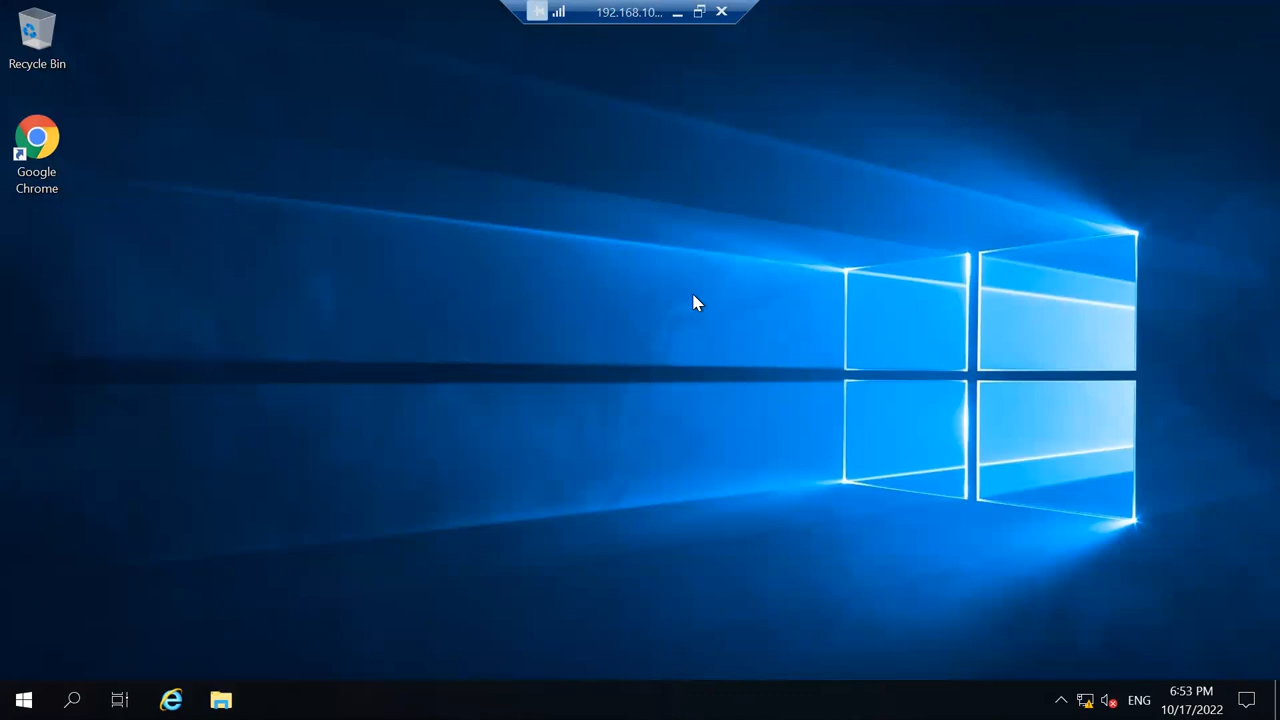 192.168.10...
Recycle Bin
Google
Chrome
ENG
6:53 PM
10/17/2022